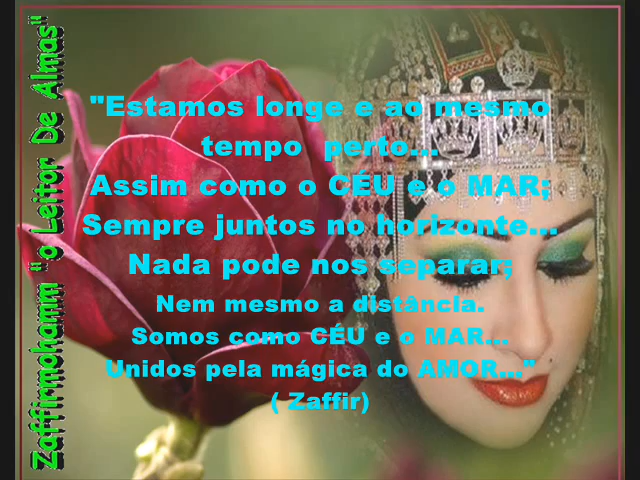 Zaffirmohamm "o Leitor De Almas"
"Estamos longe e ao mesmo
tempo perto...
Assim como o CÉU e o MAR;
Sempre juntos no horizonte...
Nada pode nos separar;
Nem mesmo a distância.
Somos como CÉU e o MAR...
Unidos pela mágica do AMOR..."
( Zaffir)